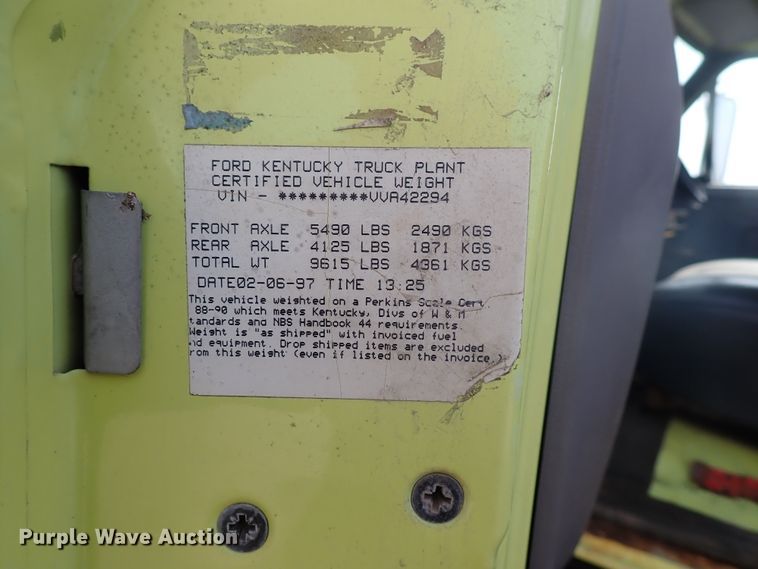 FORD KENTUCKY TRUCK PLANT
CERTIFIED VEHICLE WEIGHT
VIN - *********VVA42294
FRONT AXLE 5490 LBS 2490 KGS
REAR AXLE 4125 LBS 1871 KGS
TOTAL WT 9615 LBS 4361 KGS
DATE02-06-97 TIME 13:25
This vehicle weighted on a Perkins Scale Cert.
88-90 which meets Kentucky, Divs of W & M
tandards and NBS Handbook 44 requirements.
Weight is "as shipped" with invoiced fuel
nd equipment. Drop shipped items are excluded
rom this weight (even if listed on the invoice.)
Purple Wave Auction